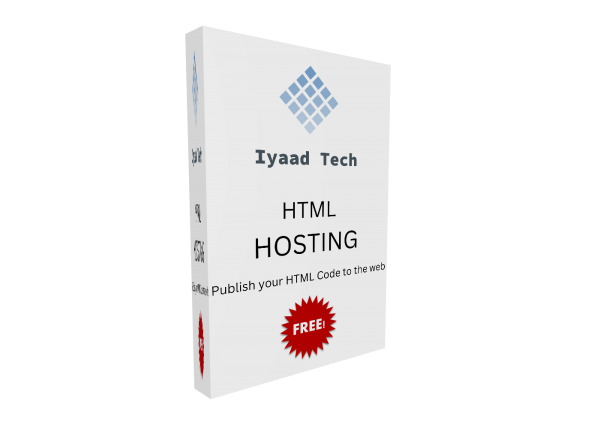 Iyaad Tech
HTML
HOSTING
Publish your HTML Code to the web
FREE!